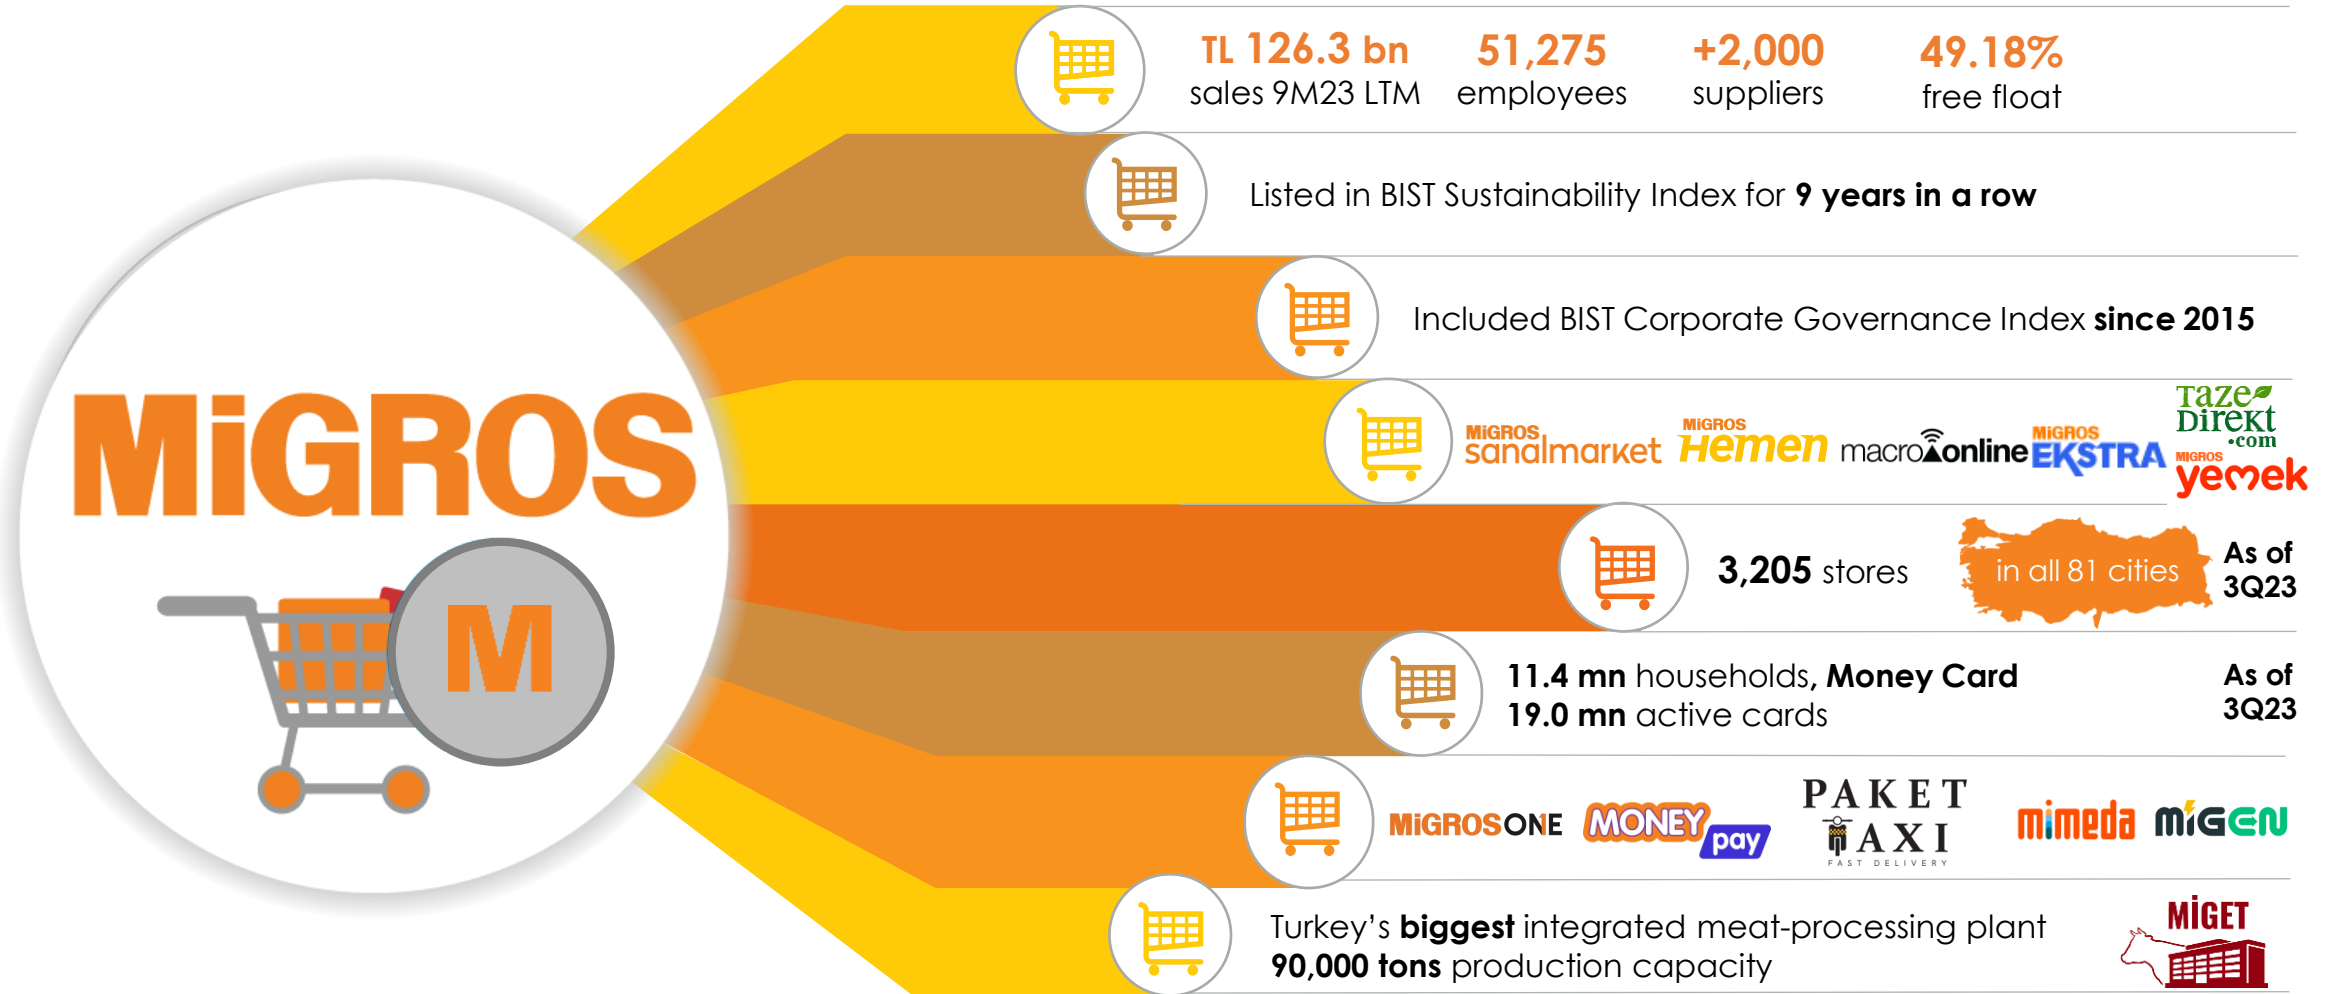 MiGROS
M
TL 126.3 bn
sales 9M23 LTM
51,275
employees
+2,000
suppliers
49.18%
free float
Listed in BIST Sustainability Index for 9 years in a row
Included BIST Corporate Governance Index since 2015
MiGROS
sanalmarket
MiGROS
Hemen
macroonline
MiGROS
EKSTRA
Taze
Direkt
.com
MIGROS
yemek
3,205 stores
in all 81 cities
As of
3Q23
11.4 mn households, Money Card
19.0 mn active cards
As of
3Q23
MiGROSONE
MONEY
pay
PAKET
TAXI
FAST DELIVERY
mimeda
MiGEN
Turkey's biggest integrated meat-processing plant
90,000 tons production capacity
MİGET